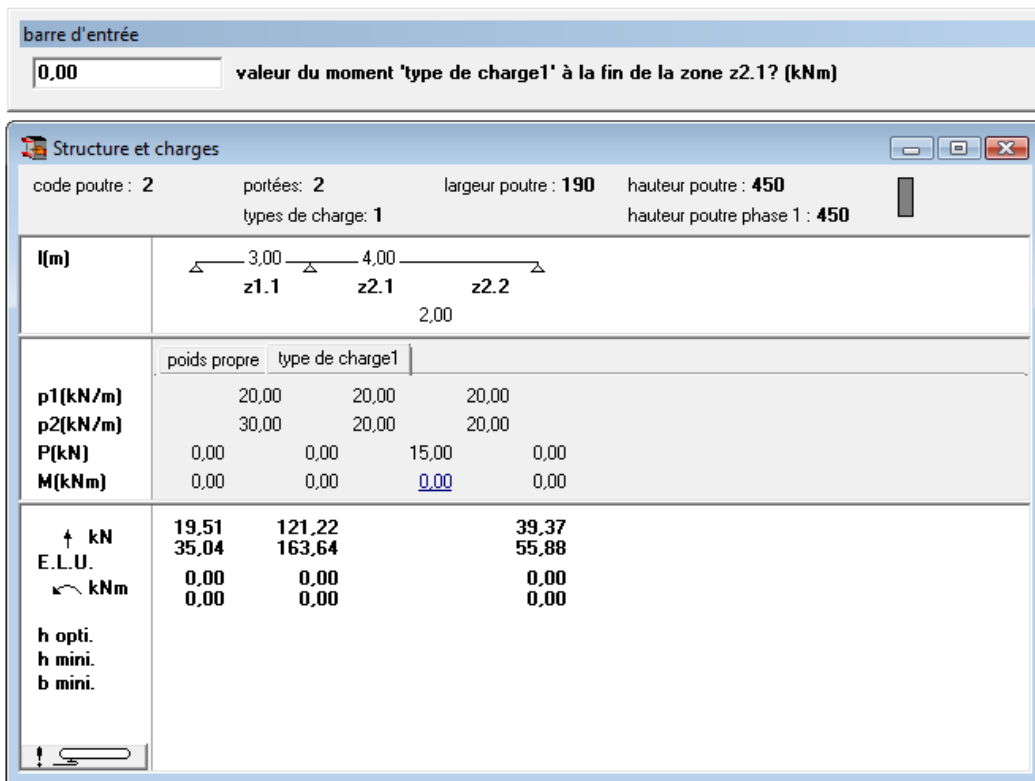 barre d'entrée
0,00 valeur du moment 'type de charge1' à la fin de la zone z2.1? (kNm)
Structure et charges
code poutre : 2 portées: 2 largeur poutre : 190 hauteur poutre : 450
types de charge: 1 hauteur poutre phase 1 : 450
l(m) 3,00 4,00
z1.1 z2.1 z2.2
2,00
poids propre type de charge1
p1(kN/m) 20,00 20,00 20,00
p2(kN/m) 30,00 20,00 20,00
P(kN) 0,00 0,00 15,00 0,00
M(kNm) 0,00 0,00 0,00 0,00
kN 19,51 121,22 39,37
35,04 163,64 55,88
E.L.U.
kNm 0,00 0,00 0,00
0,00 0,00 0,00
h opti.
h mini.
b mini.
!